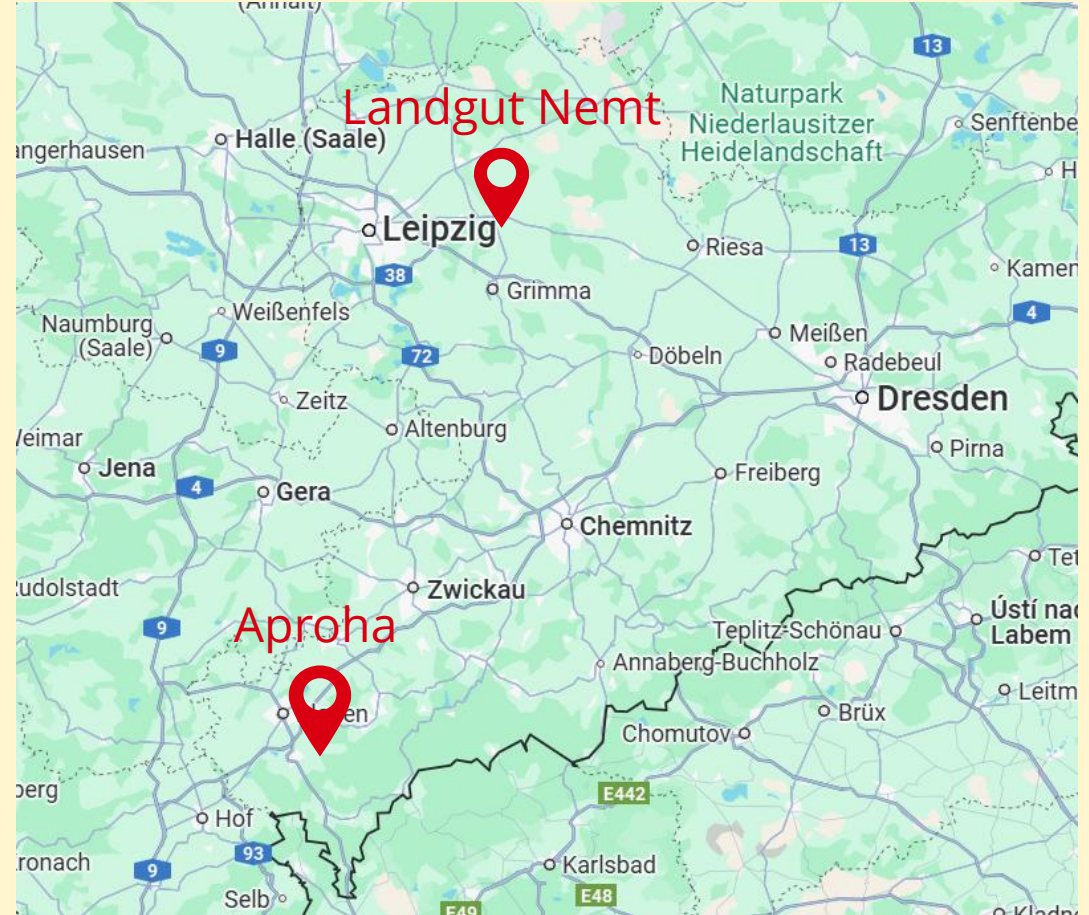 (Anhalt)
13
Landgut Nemt
Naturpark
Niederlausitzer
Heidelandschaft
Senftenbe
angerhausen
Halle (Saale)
H
Leipzig
Riesa
13
38
Kamen
Grimma
Weißenfels
4
Naumburg
(Saale)
9
72
Meißen
Döbeln
Radebeul
Zeitz
Dresden
Altenburg
Pirna
Jena
4
Gera
Freiberg
Chemnitz
Tet
Zwickau
udolstadt
9
Aproha
Ústí nad
Labem
Teplitz-Schönau
Annaberg-Buchholz
Leitm
Brüx
Chomutov
E442
berg
Hof
93
9
ronach
Karlsbad
E48
Selb
E49